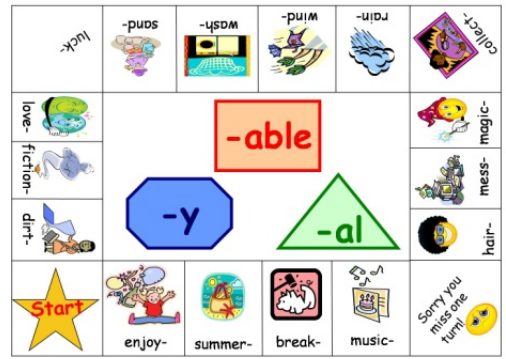 luck-
sand-
wash-
wind-
rain-
collect-
love-
-able
magic-
fiction-
mess-
dirt-
-y
-al
hair-
Start
enjoy-
summer-
break-
music-
Sorry you
miss one
turn!